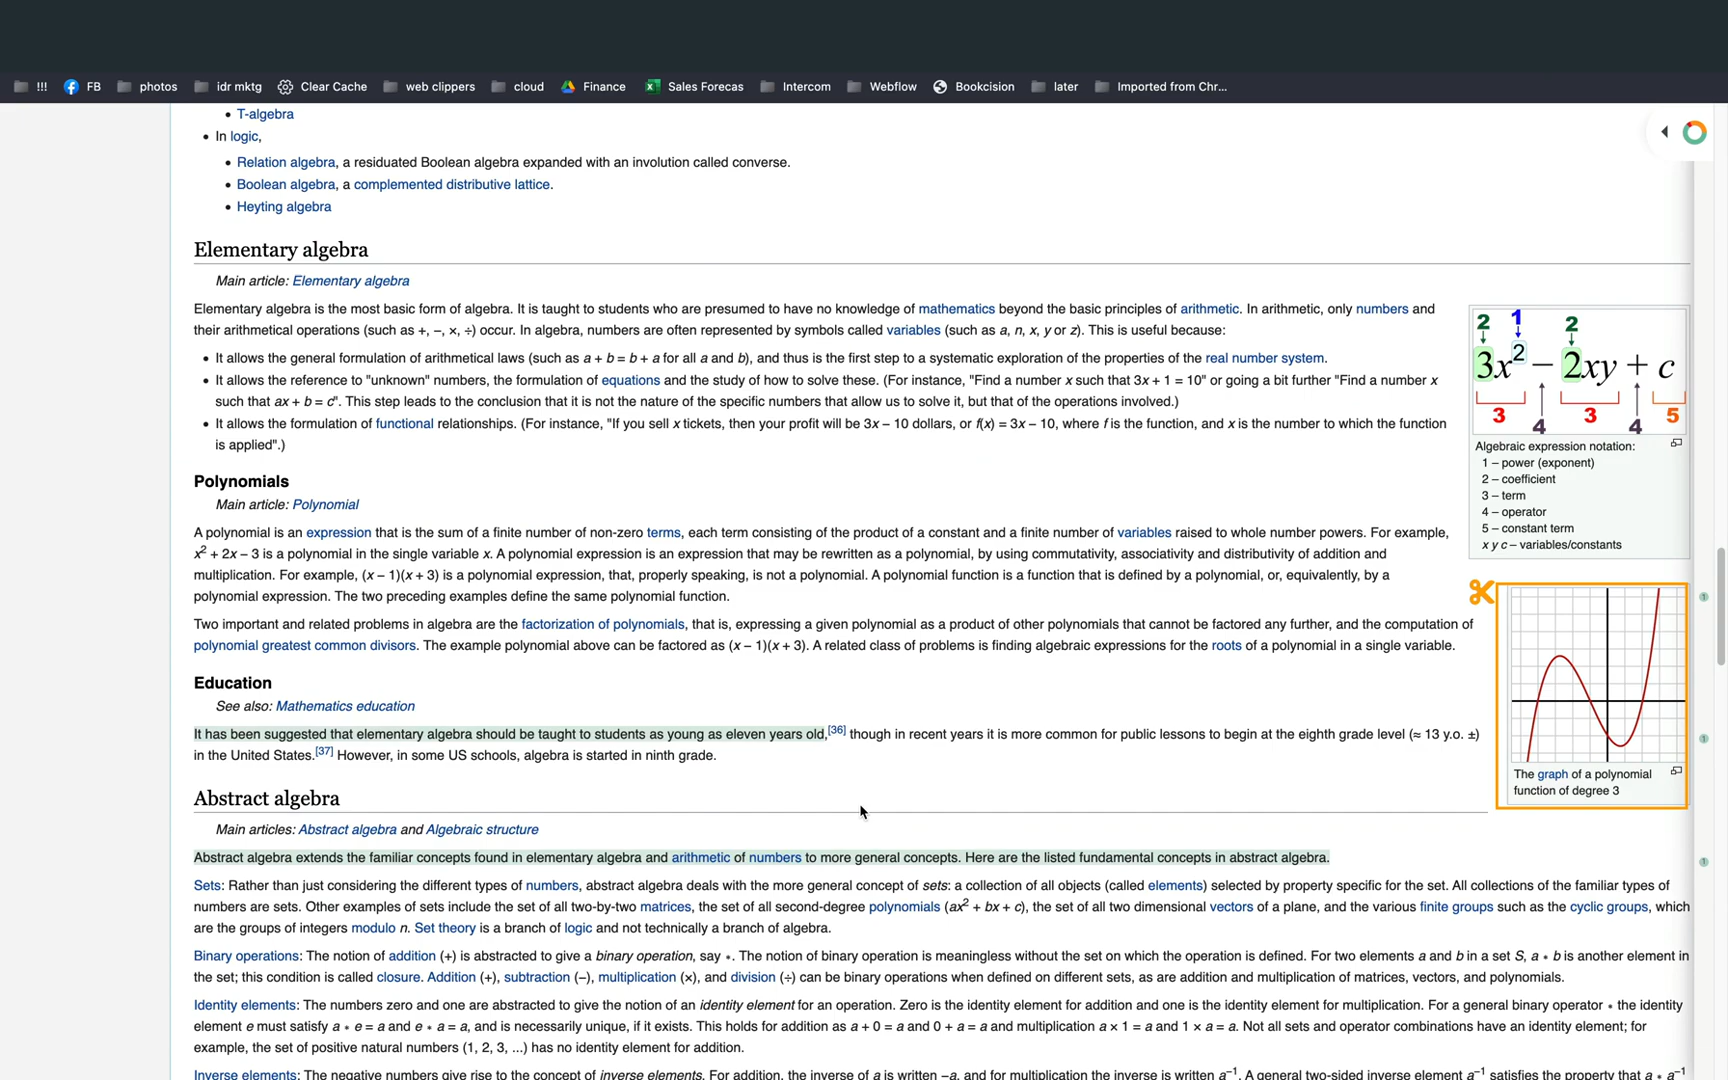 !!! FB photos idr mktg Clear Cache web clippers cloud Finance Sales Forecas Intercom Webflow Bookcision later Imported from Chr...
• T-algebra
• In logic,
• Relation algebra, a residuated Boolean algebra expanded with an involution called converse.
• Boolean algebra, a complemented distributive lattice.
• Heyting algebra
Elementary algebra
Main article: Elementary algebra
Elementary algebra is the most basic form of algebra. It is taught to students who are presumed to have no knowledge of mathematics beyond the basic principles of arithmetic. In arithmetic, only numbers and
their arithmetical operations (such as +, −, ×, ÷) occur. In algebra, numbers are often represented by symbols called variables (such as a, n, x, y or z). This is useful because:
• It allows the general formulation of arithmetical laws (such as a + b = b + a for all a and b), and thus is the first step to a systematic exploration of the properties of the real number system.
• It allows the reference to "unknown" numbers, the formulation of equations and the study of how to solve these. (For instance, "Find a number x such that 3x + 1 = 10" or going a bit further "Find a number x
such that ax + b = c". This step leads to the conclusion that it is not the nature of the specific numbers that allow us to solve it, but that of the operations involved.)
• It allows the formulation of functional relationships. (For instance, "If you sell x tickets, then your profit will be 3x − 10 dollars, or f(x) = 3x − 10, where f is the function, and x is the number to which the function
is applied".)
2 1 2
3x² − 2xy + c
3 4 3 4 5
Algebraic expression notation:
1 – power (exponent)
2 – coefficient
3 – term
4 – operator
5 – constant term
x y c – variables/constants
Polynomials
Main article: Polynomial
A polynomial is an expression that is the sum of a finite number of non-zero terms, each term consisting of the product of a constant and a finite number of variables raised to whole number powers. For example,
x² + 2x − 3 is a polynomial in the single variable x. A polynomial expression is an expression that may be rewritten as a polynomial, by using commutativity, associativity and distributivity of addition and
multiplication. For example, (x − 1)(x + 3) is a polynomial expression, that, properly speaking, is not a polynomial. A polynomial function is a function that is defined by a polynomial, or, equivalently, by a
polynomial expression. The two preceding examples define the same polynomial function.
Two important and related problems in algebra are the factorization of polynomials, that is, expressing a given polynomial as a product of other polynomials that cannot be factored any further, and the computation of
polynomial greatest common divisors. The example polynomial above can be factored as (x − 1)(x + 3). A related class of problems is finding algebraic expressions for the roots of a polynomial in a single variable.
1
The graph of a polynomial
function of degree 3
Education
See also: Mathematics education
It has been suggested that elementary algebra should be taught to students as young as eleven years old,[36] though in recent years it is more common for public lessons to begin at the eighth grade level (≈ 13 y.o. ±)
1
in the United States.[37] However, in some US schools, algebra is started in ninth grade.
Abstract algebra
Main articles: Abstract algebra and Algebraic structure
Abstract algebra extends the familiar concepts found in elementary algebra and arithmetic of numbers to more general concepts. Here are the listed fundamental concepts in abstract algebra.
1
Sets: Rather than just considering the different types of numbers, abstract algebra deals with the more general concept of sets: a collection of all objects (called elements) selected by property specific for the set. All collections of the familiar types of
numbers are sets. Other examples of sets include the set of all two-by-two matrices, the set of all second-degree polynomials (ax² + bx + c), the set of all two dimensional vectors of a plane, and the various finite groups such as the cyclic groups, which
are the groups of integers modulo n. Set theory is a branch of logic and not technically a branch of algebra.
Binary operations: The notion of addition (+) is abstracted to give a binary operation, say ∗. The notion of binary operation is meaningless without the set on which the operation is defined. For two elements a and b in a set S, a ∗ b is another element in
the set; this condition is called closure. Addition (+), subtraction (−), multiplication (×), and division (÷) can be binary operations when defined on different sets, as are addition and multiplication of matrices, vectors, and polynomials.
Identity elements: The numbers zero and one are abstracted to give the notion of an identity element for an operation. Zero is the identity element for addition and one is the identity element for multiplication. For a general binary operator ∗ the identity
element e must satisfy a ∗ e = a and e ∗ a = a, and is necessarily unique, if it exists. This holds for addition as a + 0 = a and 0 + a = a and multiplication a × 1 = a and 1 × a = a. Not all sets and operator combinations have an identity element; for
example, the set of positive natural numbers (1, 2, 3, ...) has no identity element for addition.
Inverse elements: The negative numbers give rise to the concept of inverse elements. For addition, the inverse of a is written −a, and for multiplication the inverse is written a⁻¹. A general two-sided inverse element a⁻¹ satisfies the property that a ∗ a⁻¹